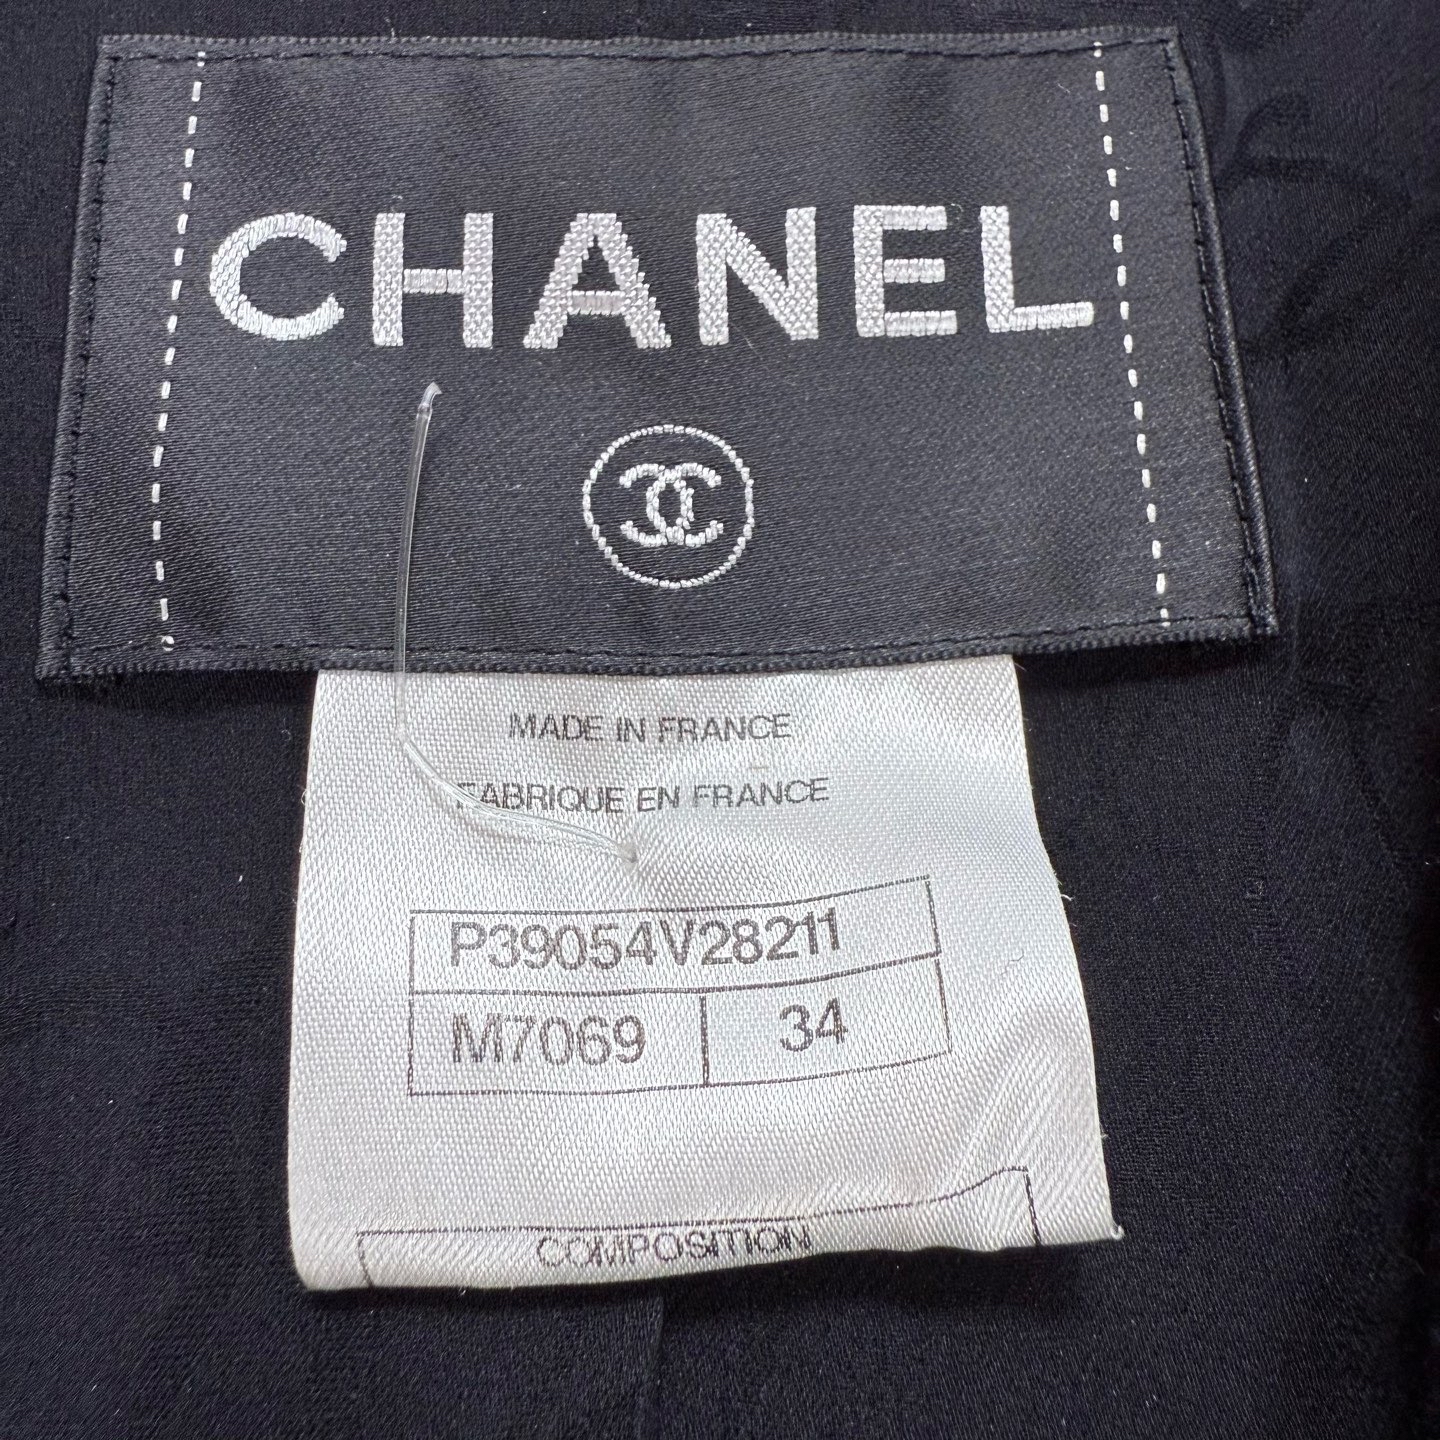 CHANEL
MADE IN FRANCE
FABRIQUE EN FRANCE
P39054V28211
M7069 34
COMPOSITION